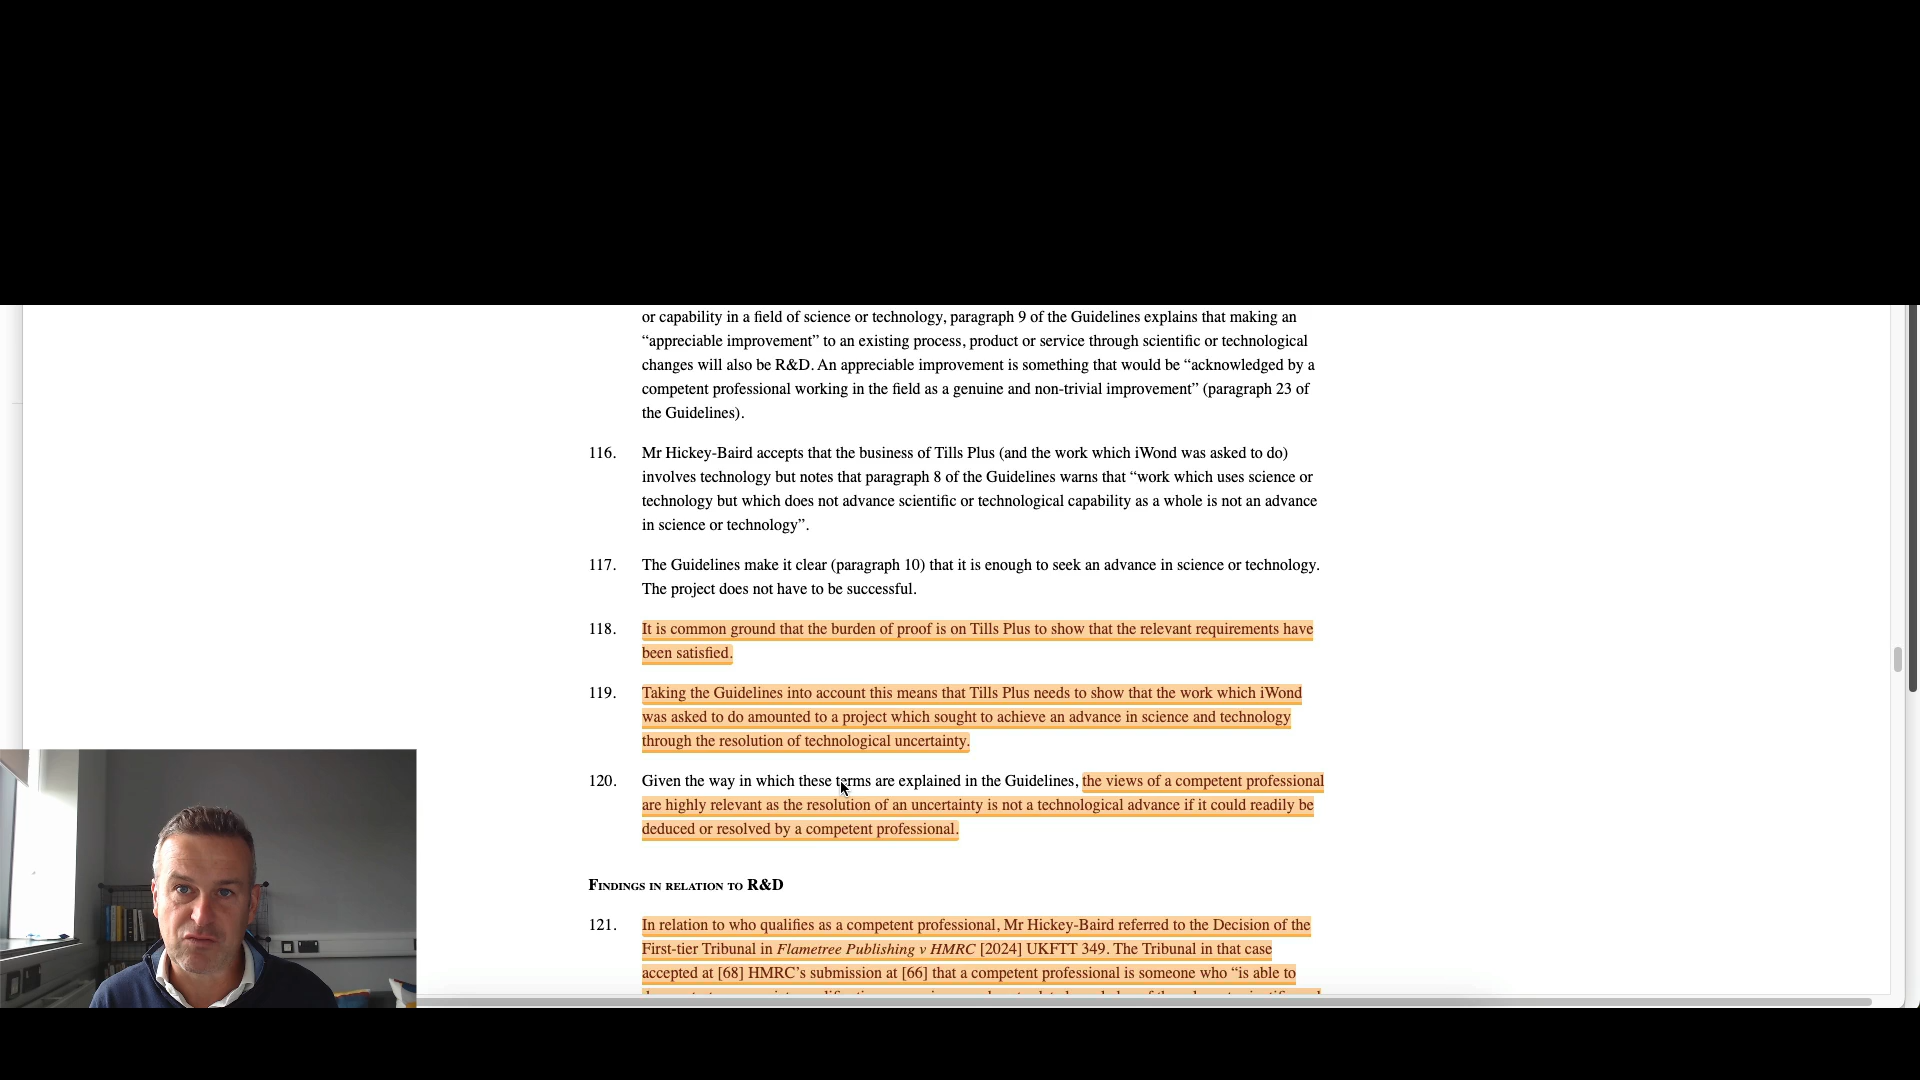 or capability in a field of science or technology, paragraph 9 of the Guidelines explains that making an
“appreciable improvement” to an existing process, product or service through scientific or technological
changes will also be R&D. An appreciable improvement is something that would be “acknowledged by a
competent professional working in the field as a genuine and non-trivial improvement” (paragraph 23 of
the Guidelines).
116. Mr Hickey-Baird accepts that the business of Tills Plus (and the work which iWond was asked to do)
involves technology but notes that paragraph 8 of the Guidelines warns that “work which uses science or
technology but which does not advance scientific or technological capability as a whole is not an advance
in science or technology”.
117. The Guidelines make it clear (paragraph 10) that it is enough to seek an advance in science or technology.
The project does not have to be successful.
118. It is common ground that the burden of proof is on Tills Plus to show that the relevant requirements have
been satisfied.
119. Taking the Guidelines into account this means that Tills Plus needs to show that the work which iWond
was asked to do amounted to a project which sought to achieve an advance in science and technology
through the resolution of technological uncertainty.
120. Given the way in which these terms are explained in the Guidelines, the views of a competent professional
are highly relevant as the resolution of an uncertainty is not a technological advance if it could readily be
deduced or resolved by a competent professional.
FINDINGS IN RELATION TO R&D
121. In relation to who qualifies as a competent professional, Mr Hickey-Baird referred to the Decision of the
First-tier Tribunal in Flametree Publishing v HMRC [2024] UKFTT 349. The Tribunal in that case
accepted at [68] HMRC’s submission at [66] that a competent professional is someone who “is able to